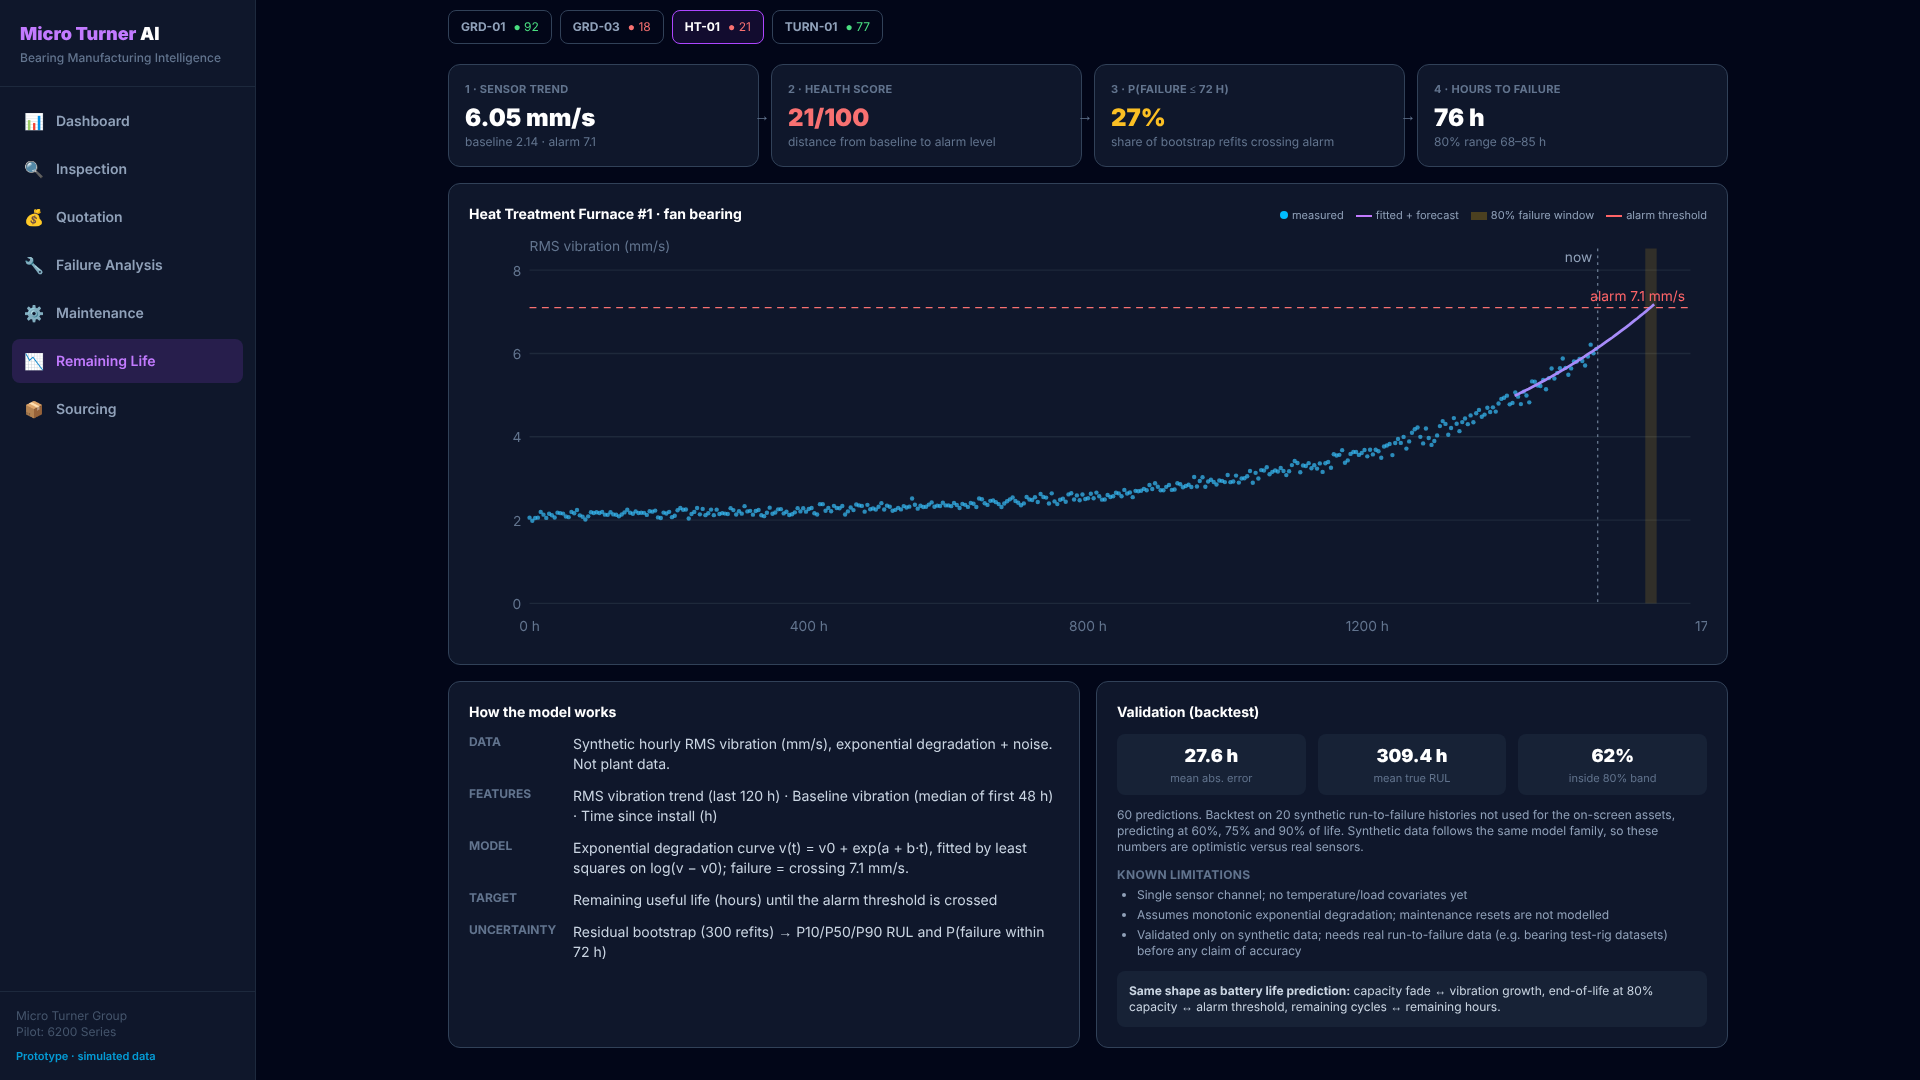 Micro Turner AI
Bearing Manufacturing Intelligence
Dashboard
Inspection
Quotation
Failure Analysis
Maintenance
Remaining Life
Sourcing
Micro Turner Group
Pilot: 6200 Series
Prototype · simulated data
GRD-01 ● 92
GRD-03 ● 18
HT-01 ● 21
TURN-01 ● 77
1 · SENSOR TREND
6.05 mm/s
baseline 2.14 · alarm 7.1
→
2 · HEALTH SCORE
21/100
distance from baseline to alarm level
→
3 · P(FAILURE ≤ 72 H)
27%
share of bootstrap refits crossing alarm
→
4 · HOURS TO FAILURE
76 h
80% range 68–85 h
Heat Treatment Furnace #1 · fan bearing
measured
fitted + forecast
80% failure window
alarm threshold
RMS vibration (mm/s)
now
alarm 7.1 mm/s
8
6
4
2
0
0 h
400 h
800 h
1200 h
17
How the model works
DATA
Synthetic hourly RMS vibration (mm/s), exponential degradation + noise.
Not plant data.
FEATURES
RMS vibration trend (last 120 h) · Baseline vibration (median of first 48 h)
· Time since install (h)
MODEL
Exponential degradation curve v(t) = v0 + exp(a + b·t), fitted by least
squares on log(v − v0); failure = crossing 7.1 mm/s.
TARGET
Remaining useful life (hours) until the alarm threshold is crossed
UNCERTAINTY
Residual bootstrap (300 refits) → P10/P50/P90 RUL and P(failure within
72 h)
Validation (backtest)
27.6 h
mean abs. error
309.4 h
mean true RUL
62%
inside 80% band
60 predictions. Backtest on 20 synthetic run-to-failure histories not used for the on-screen assets,
predicting at 60%, 75% and 90% of life. Synthetic data follows the same model family, so these
numbers are optimistic versus real sensors.
KNOWN LIMITATIONS
• Single sensor channel; no temperature/load covariates yet
• Assumes monotonic exponential degradation; maintenance resets are not modelled
• Validated only on synthetic data; needs real run-to-failure data (e.g. bearing test-rig datasets)
before any claim of accuracy
Same shape as battery life prediction: capacity fade ↔ vibration growth, end-of-life at 80%
capacity ↔ alarm threshold, remaining cycles ↔ remaining hours.